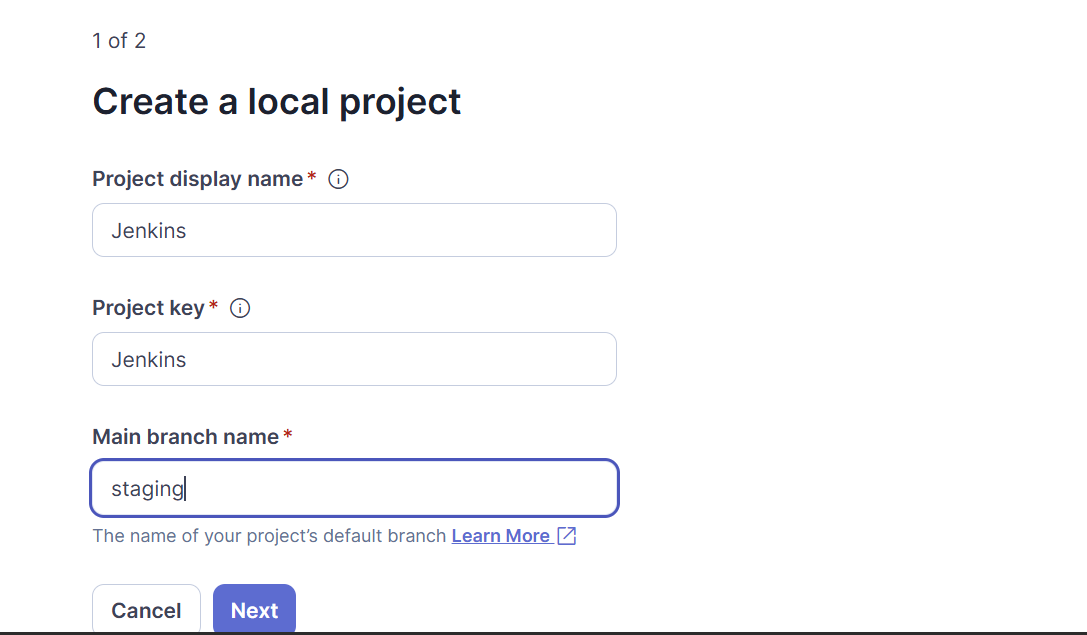 1 of 2
Create a local project
Project display name*
Jenkins
Project key*
Jenkins
Main branch name*
staging
The name of your project’s default branch Learn More
Cancel Next